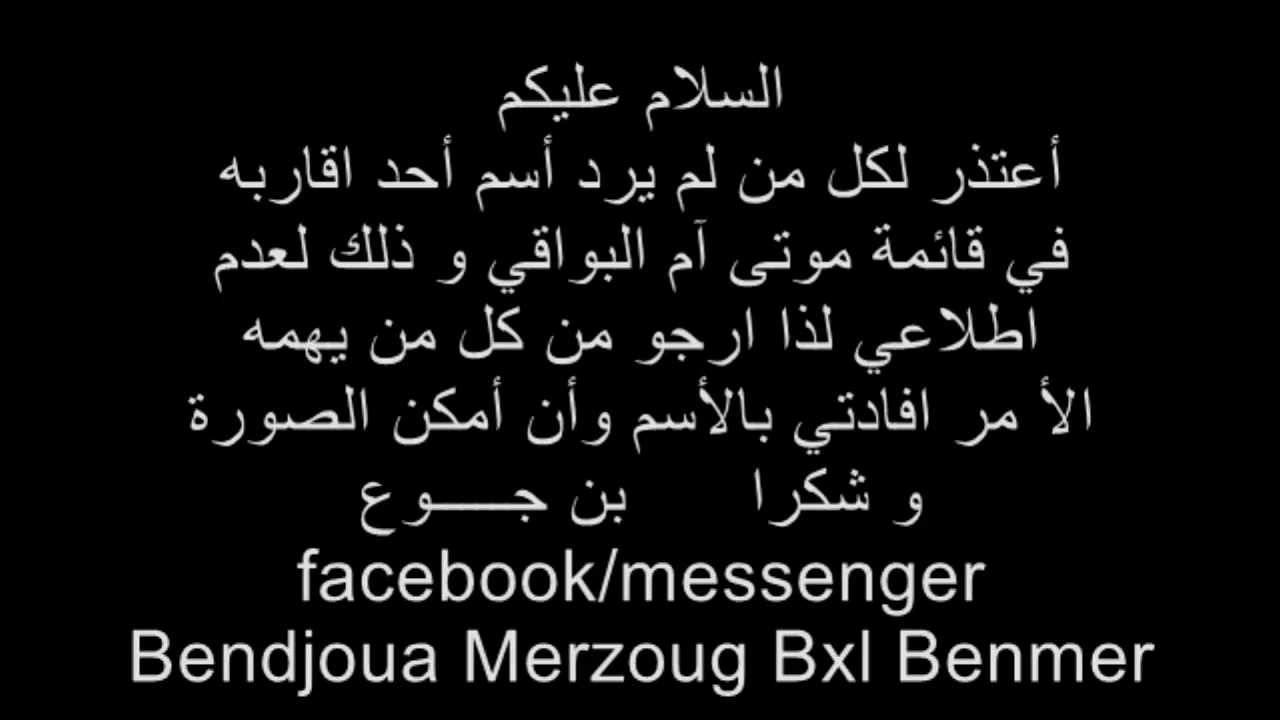 السلام عليكم
أعتذر لكل من لم يرد أسم أحد اقاربه
في قائمة موتى آم البواقي و ذلك لعدم
اطلاعي لذا ارجو من كل من يهمه
الأ مر افادتي بالأسم وأن أمكن الصورة
و شكرا بن جـــــوع
facebook/messenger
Bendjoua Merzoug Bxl Benmer